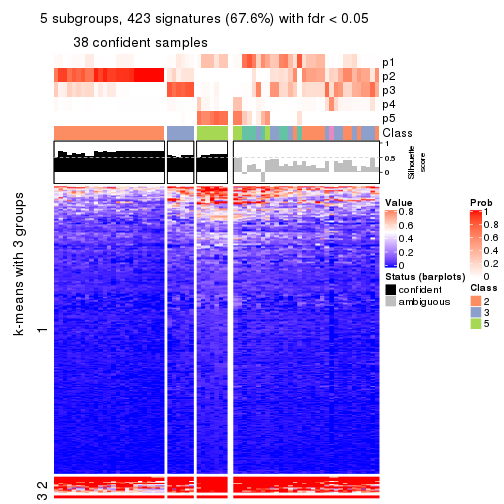 5 subgroups, 423 signatures (67.6%) with fdr < 0.05
38 confident samples
p1
p2
p3
p4
p5
Class
1
0.5
0
Silhouette
score
k-means with 3 groups
1
2
3
Value
0.8
0.6
0.4
0.2
0
Status (barplots)
confident
ambiguous
Prob
1
0.8
0.6
0.4
0.2
0
Class
2
3
5